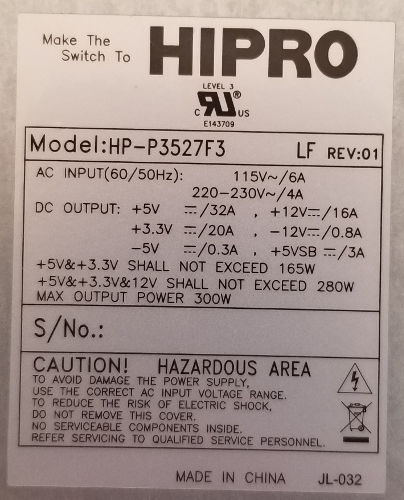 Make The
Switch To
HIPRO
LEVEL 3
C RU® US
E143709
Model:HP-P3527F3 LF REV:01
AC INPUT(60/50Hz): 115V~/6A
220-230V~/4A
DC OUTPUT: +5V ⎓/32A , +12V⎓/16A
+3.3V ⎓/20A , -12V⎓/0.8A
-5V ⎓/0.3A , +5VSB ⎓/3A
+5V&+3.3V SHALL NOT EXCEED 165W
+5V&+3.3V&12V SHALL NOT EXCEED 280W
MAX OUTPUT POWER 300W
S/No.:
CAUTION! HAZARDOUS AREA
TO AVOID DAMAGE THE POWER SUPPLY,
USE THE CORRECT AC INPUT VOLTAGE RANGE.
TO REDUCE THE RISK OF ELECTRIC SHOCK,
DO NOT REMOVE THIS COVER.
NO SERVICEABLE COMPONENTS INSIDE.
REFER SERVICING TO QUALIFIED SERVICE PERSONNEL.
MADE IN CHINA JL-032